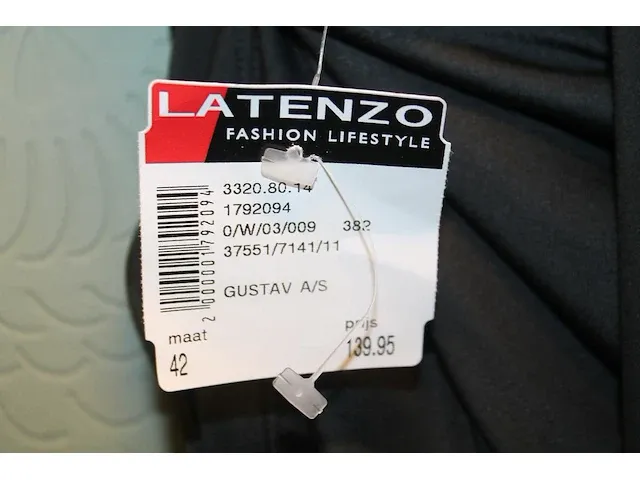 LATENZO
FASHION LIFESTYLE
3320.80.14
1792094
0/W/03/009 382
37551/7141/11
GUSTAV A/S
2000001792094
maat
42
prijs
139.95